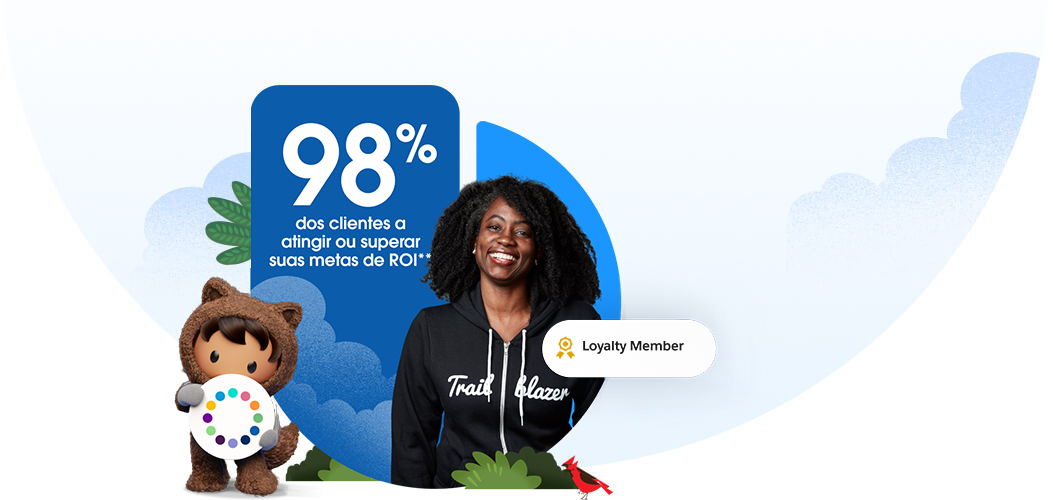 98%
dos clientes a
atingir ou superar
suas metas de ROI**
Loyalty Member
Trailblazer